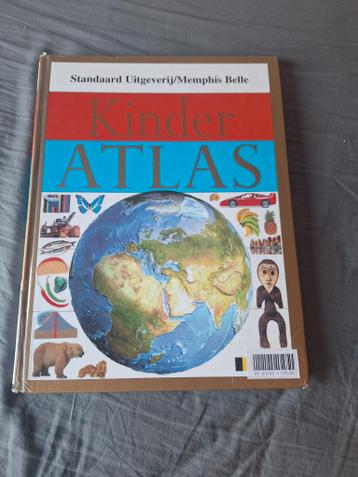 Standaard Uitgeverij/Memphis Belle
Kinder
ATLAS